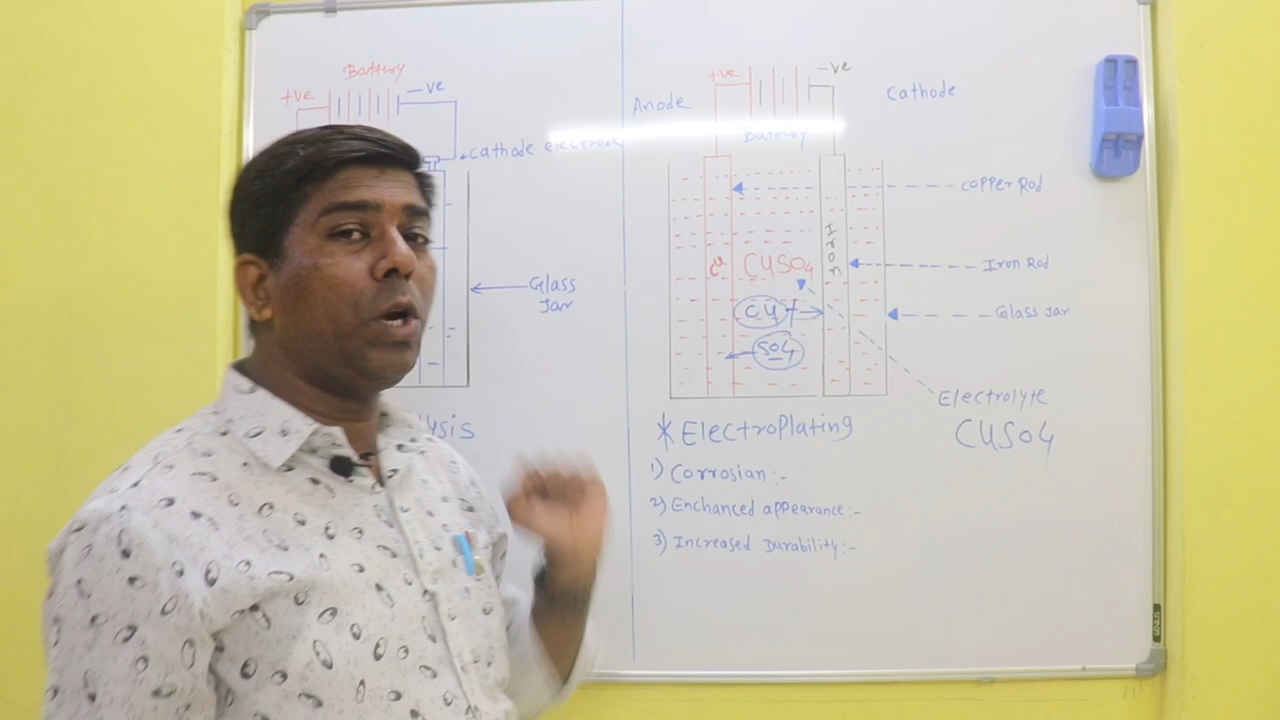 Battery
+ve
-ve
cathode electrode
Glass
Jar
ysis
+ve
-ve
Anode
Cathode
Battery
Copper Rod
Iron
Cu
CUSO4
Iron Rod
CU+
Glass Jar
SO4
Electrolyte
CUSO4
* ElectroPlating
1) Corrosian:-
2) Enchanced appearance:-
3) Increased Durability:-